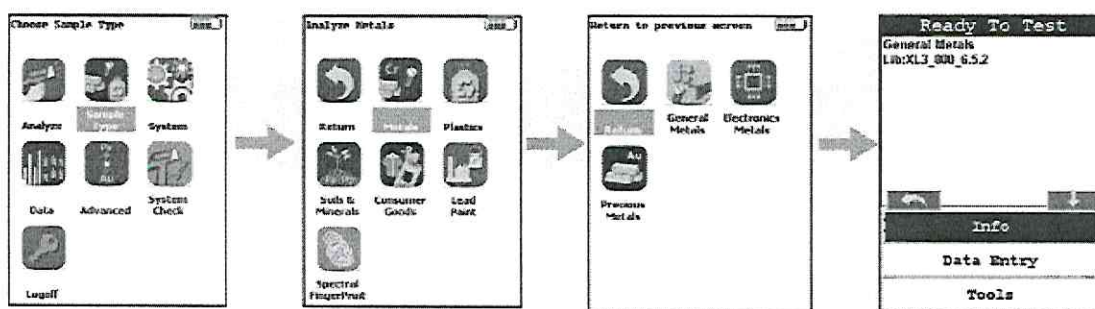 Choose Sample Type
Analyze
Sample
Type
System
Data
Advanced
System
Check
Logoff
Analyze Metals
Return
Metals
Plastics
Soils &
Minerals
Consumer
Goods
Lead
Paint
Spectral
FingerPrint
Return to previous screen
Return
General
Metals
Electronics
Metals
Au
Precious
Metals
Ready To Test
General Metals
Lib:XL3_800_6.5.2
Info
Data Entry
Tools